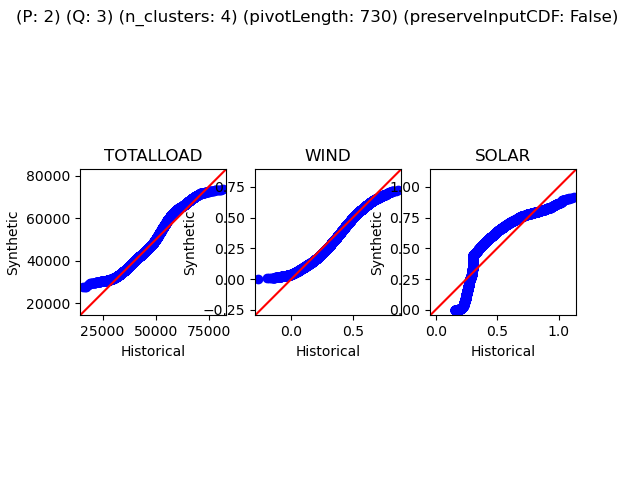 (P: 2) (Q: 3) (n_clusters: 4) (pivotLength: 730) (preserveInputCDF: False)
TOTALLOAD
WIND
SOLAR
80000
60000
40000
20000
Synthetic
25000
50000
75000
Historical
0.75
0.50
0.25
0.00
−0.25
Synthetic
0.0
0.5
Historical
1.00
0.75
0.50
0.25
0.00
Synthetic
0.0
0.5
1.0
Historical